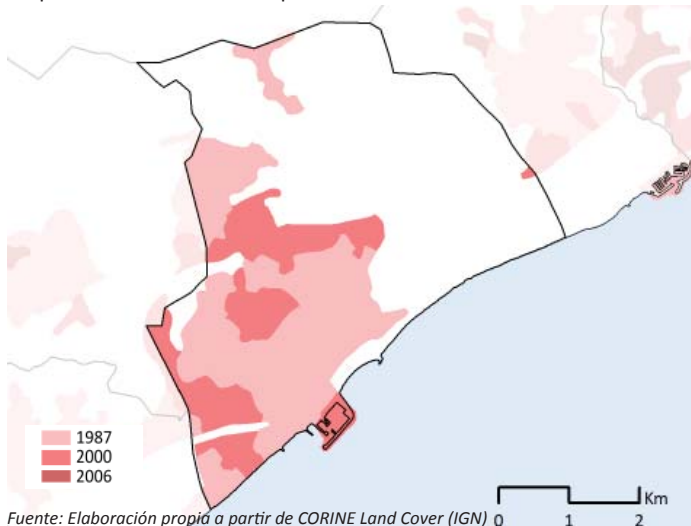 1987
2000
2006
Fuente: Elaboración propia a partir de CORINE Land Cover (IGN)
Km
0 1 2